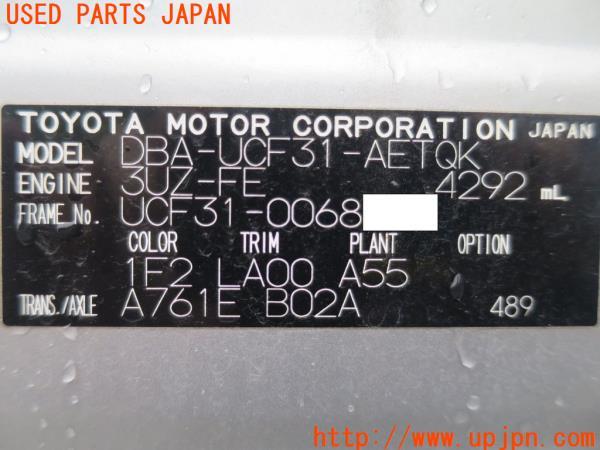 USED PARTS JAPAN
TOYOTA MOTOR CORPORATION JAPAN
MODEL DBA-UCF31-AETQK
ENGINE 3UZ-FE 4292 mL
FRAME No. UCF31-0068
COLOR TRIM PLANT OPTION
1E2 LA00 A55
TRANS./AXLE A761E B02A 489
http://www.upjpn.com/